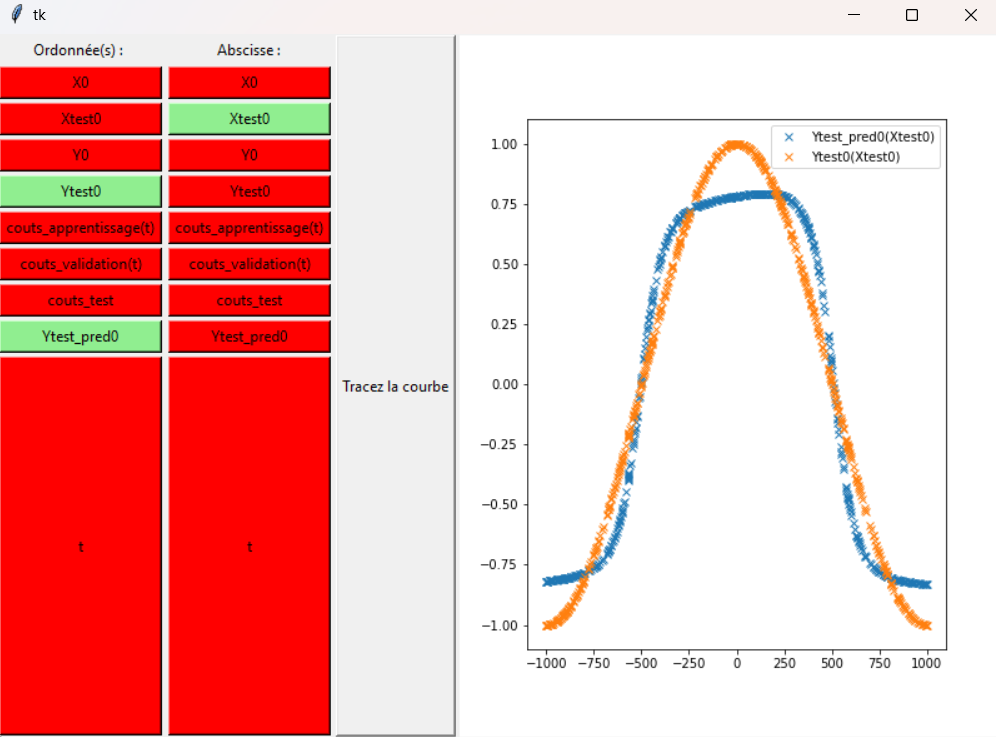 tk
Ordonnée(s) : Abscisse :
X0 X0
Xtest0 Xtest0
Y0 Y0
Ytest0 Ytest0
couts_apprentissage(t) couts_apprentissage(t)
couts_validation(t) couts_validation(t)
couts_test couts_test
Ytest_pred0 Ytest_pred0
t t
Tracez la courbe
Ytest_pred0(Xtest0)
Ytest0(Xtest0)
1.00
0.75
0.50
0.25
0.00
−0.25
−0.50
−0.75
−1.00
−1000 −750 −500 −250 0 250 500 750 1000